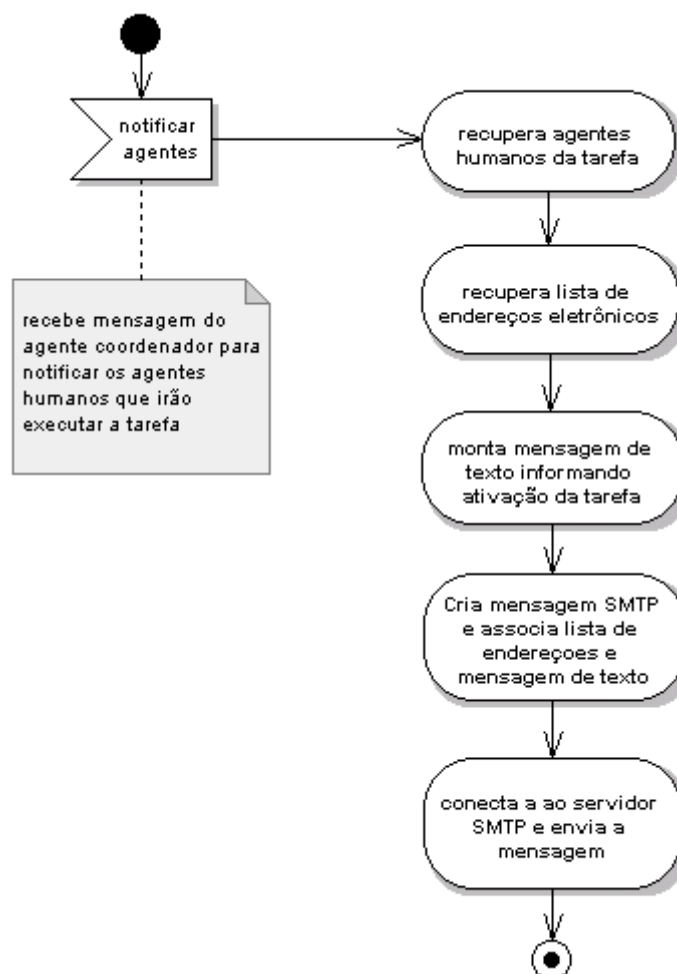 notificar
agentes
recupera agentes
humanos da tarefa
recebe mensagem do
agente coordenador para
notificar os agentes
humanos que irão
executar a tarefa
recupera lista de
endereços eletrônicos
monta mensagem de
texto informando
ativação da tarefa
Cria mensagem SMTP
e associa lista de
endereçoes e
mensagem de texto
conecta a ao servidor
SMTP e envia a
mensagem